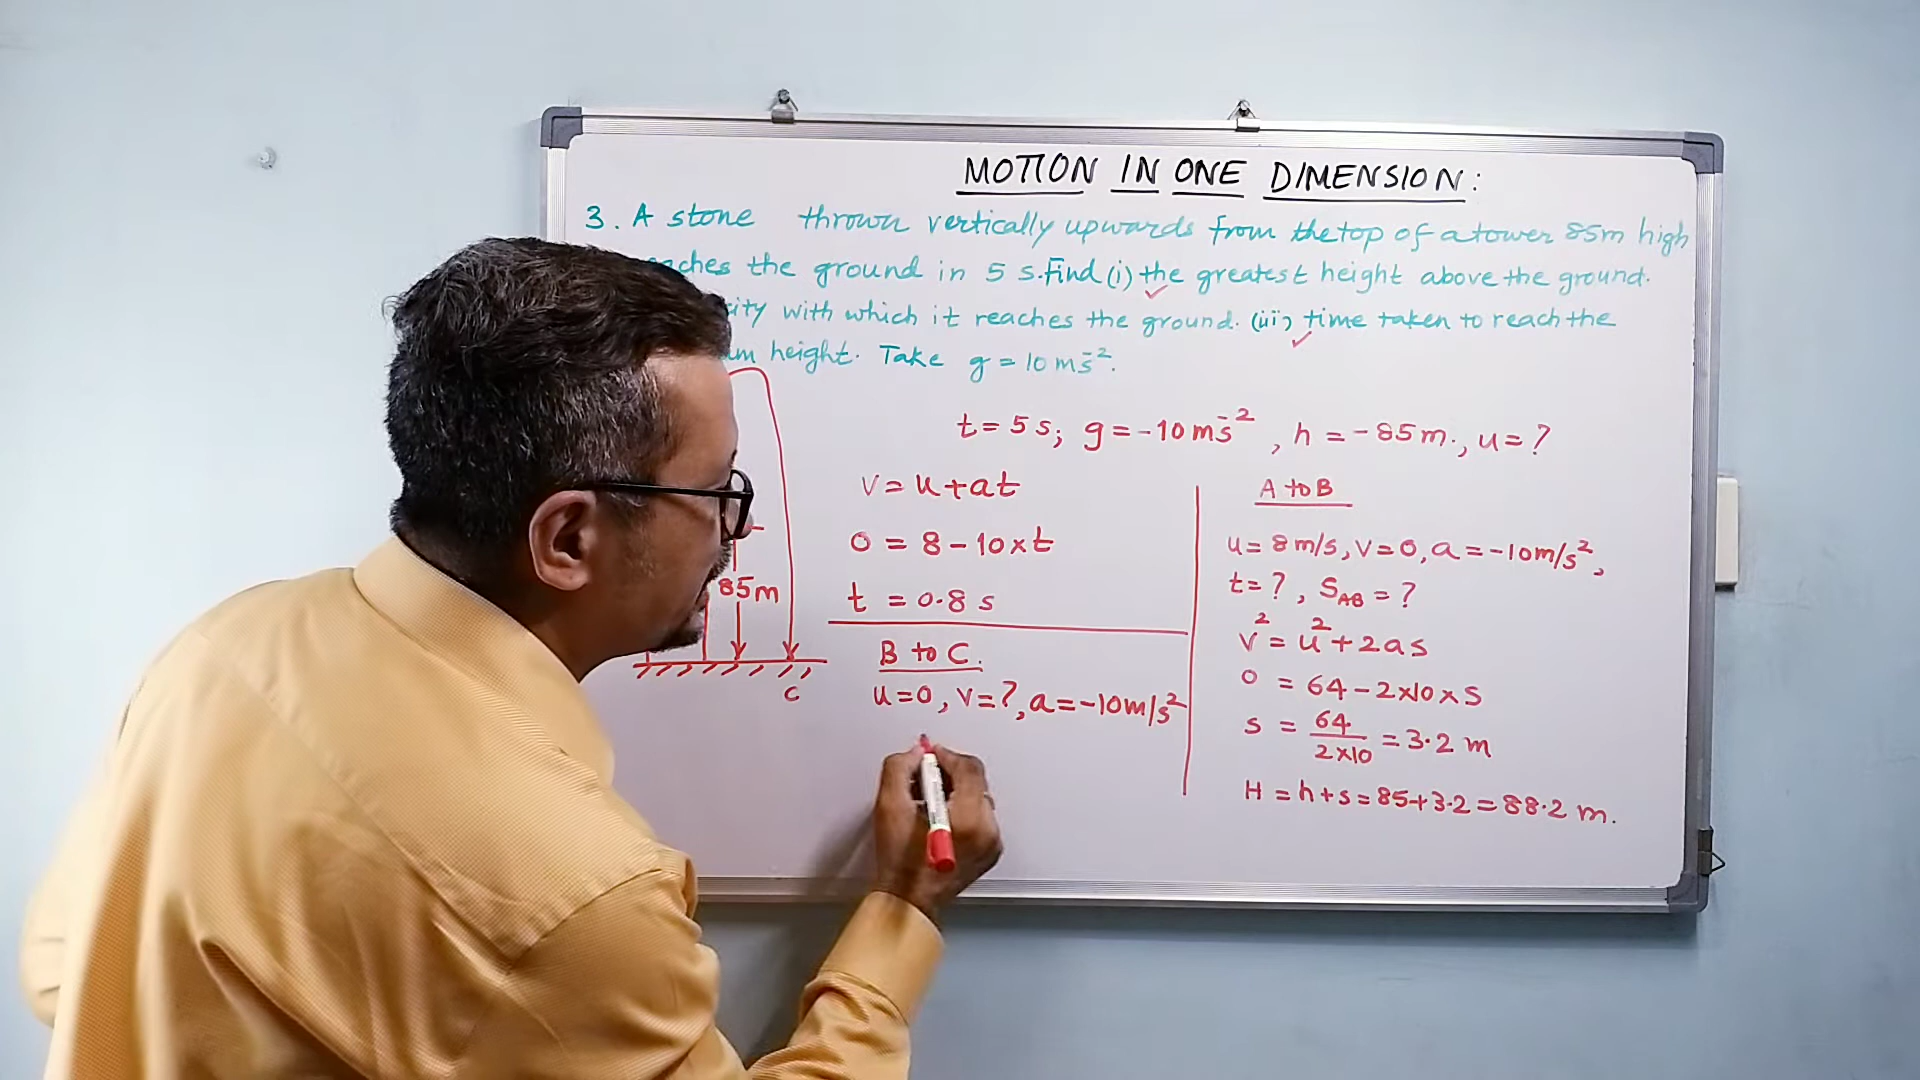 MOTION IN ONE DIMENSION:
3. A stone thrown vertically upwards from the top of a tower 85m high
the ground in 5 s. Find (i) the greatest height above the ground.
with which it reaches the ground. (iii) time taken to reach the
height. Take g = 10 ms⁻².
t = 5 s; g = -10 ms⁻², h = -85 m., u = ?
v = u + at
0 = 8 - 10 x t
t = 0.8 s
A to B
u = 8 m/s, v = 0, a = -10 m/s²,
t = ?, S_AB = ?
v² = u² + 2as
0 = 64 - 2x10 x S
s = 64/2x10 = 3.2 m
H = h + s = 85 + 3.2 = 88.2 m.
B to C.
u = 0, v = ?, a = -10 m/s²
85m
C